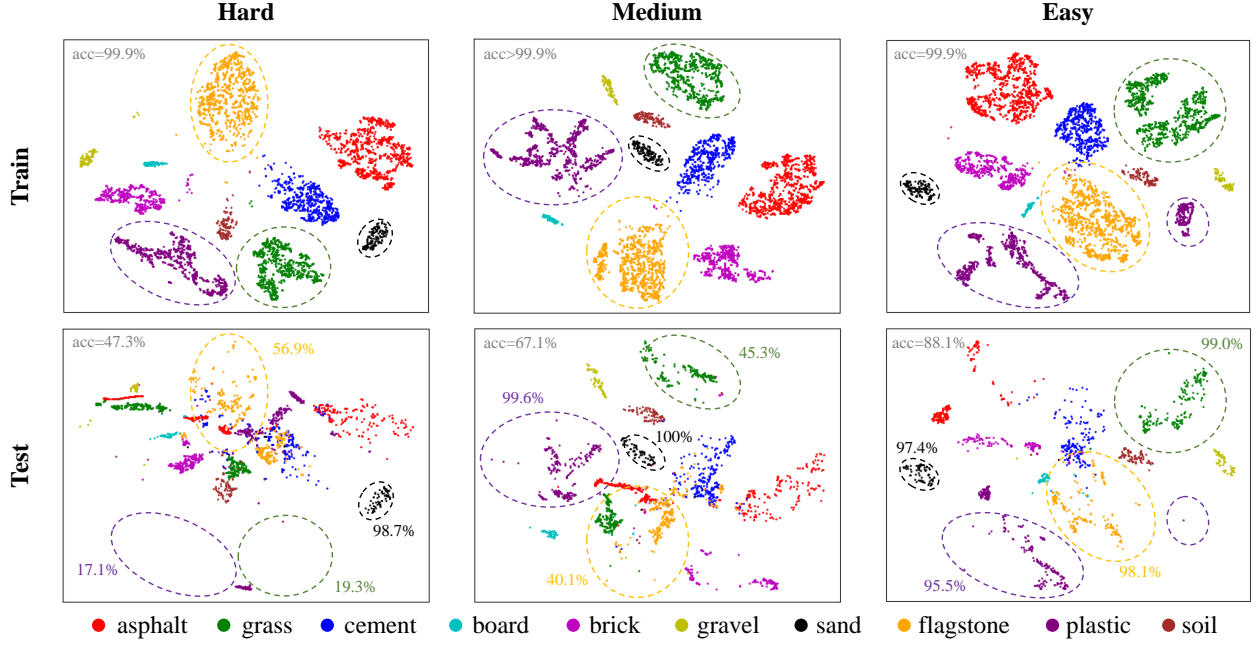 Hard Medium Easy
Train
acc=99.9%
acc>99.9%
acc=99.9%
Test
acc=47.3%
56.9%
98.7%
17.1%
19.3%
acc=67.1%
45.3%
99.6%
100%
40.1%
acc=88.1%
99.0%
97.4%
98.1%
95.5%
asphalt grass cement board brick gravel sand flagstone plastic soil